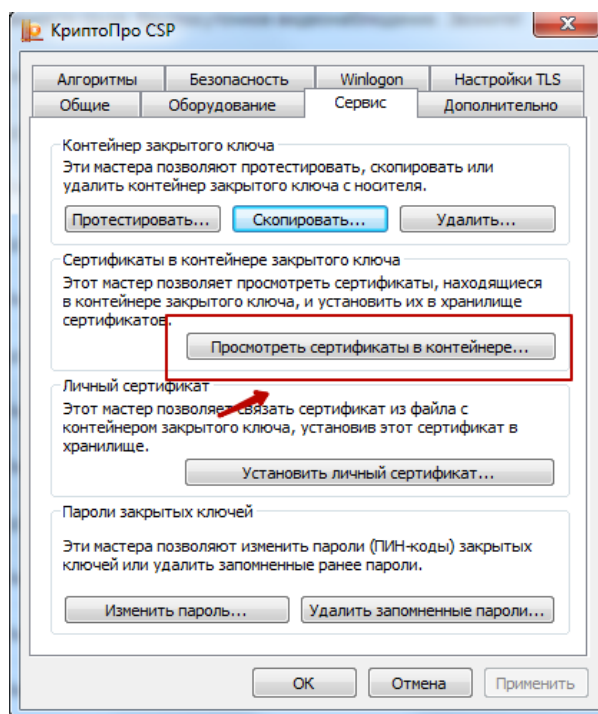 КриптоПро CSP
Алгоритмы Безопасность Winlogon Настройки TLS
Общие Оборудование Сервис Дополнительно
Контейнер закрытого ключа
Эти мастера позволяют протестировать, скопировать или
удалить контейнер закрытого ключа с носителя.
Протестировать... Скопировать... Удалить...
Сертификаты в контейнере закрытого ключа
Этот мастер позволяет просмотреть сертификаты, находящиеся
в контейнере закрытого ключа, и установить их в хранилище
сертификатов.
Просмотреть сертификаты в контейнере...
Личный сертификат
Этот мастер позволяет связать сертификат из файла с
контейнером закрытого ключа, установив этот сертификат в
хранилище.
Установить личный сертификат...
Пароли закрытых ключей
Эти мастера позволяют изменить пароли (ПИН-коды) закрытых
ключей или удалить запомненные ранее пароли.
Изменить пароль... Удалить запомненные пароли...
ОК Отмена Применить